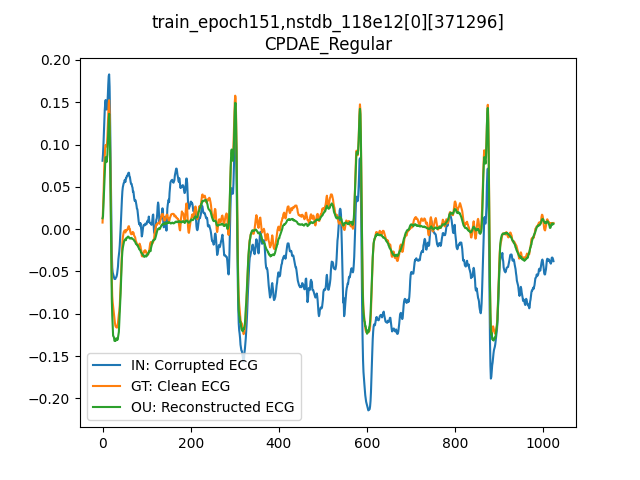 train_epoch151,nstdb_118e12[0][371296]
CPDAE_Regular
0.20
0.15
0.10
0.05
0.00
−0.05
−0.10
−0.15
−0.20
IN: Corrupted ECG
GT: Clean ECG
OU: Reconstructed ECG
0 200 400 600 800 1000